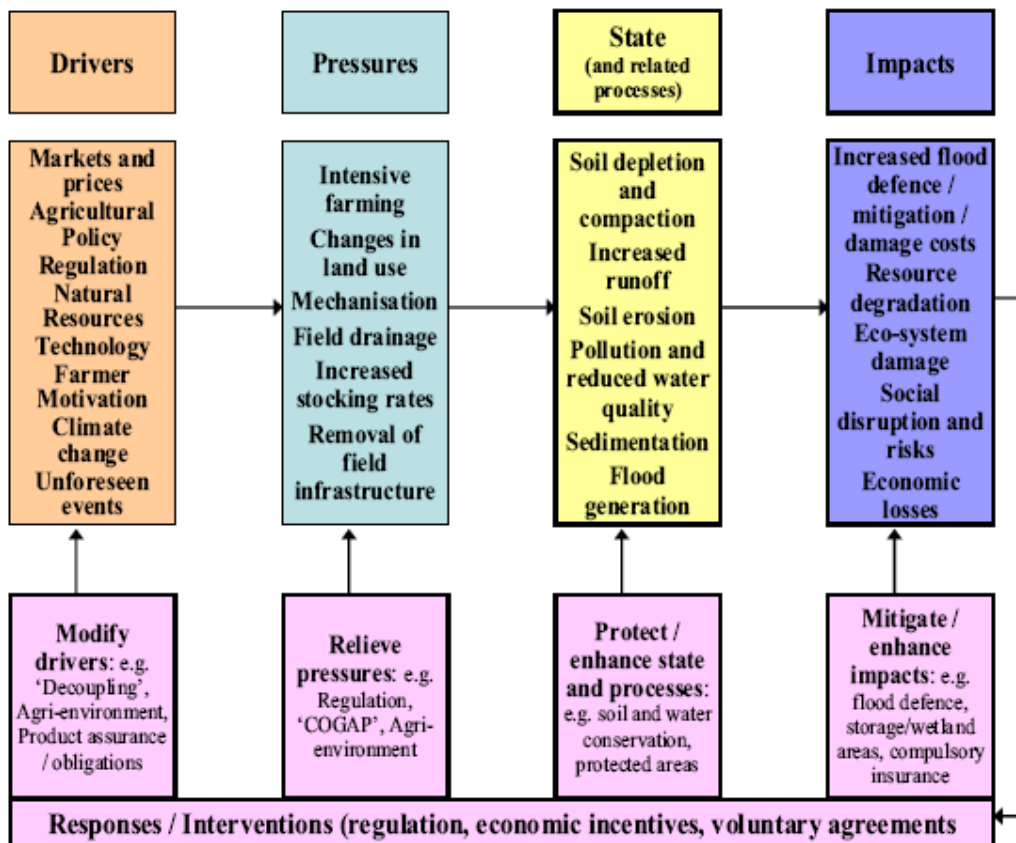 Drivers
Pressures
State
(and related
processes)
Impacts
Markets and
prices
Agricultural
Policy
Regulation
Natural
Resources
Technology
Farmer
Motivation
Climate
change
Unforeseen
events
Intensive
farming
Changes in
land use
Mechanisation
Field drainage
Increased
stocking rates
Removal of
field
infrastructure
Soil depletion
and
compaction
Increased
runoff
Soil erosion
Pollution and
reduced water
quality
Sedimentation
Flood
generation
Increased flood
defence /
mitigation /
damage costs
Resource
degradation
Eco-system
damage
Social
disruption and
risks
Economic
losses
Modify
drivers: e.g.
‘Decoupling’,
Agri-environment,
Product assurance
/ obligations
Relieve
pressures: e.g.
Regulation,
‘COGAP’, Agri-
environment
Protect /
enhance state
and processes:
e.g. soil and water
conservation,
protected areas
Mitigate /
enhance
impacts: e.g.
flood defence,
storage/wetland
areas, compulsory
insurance
Responses / Interventions (regulation, economic incentives, voluntary agreements